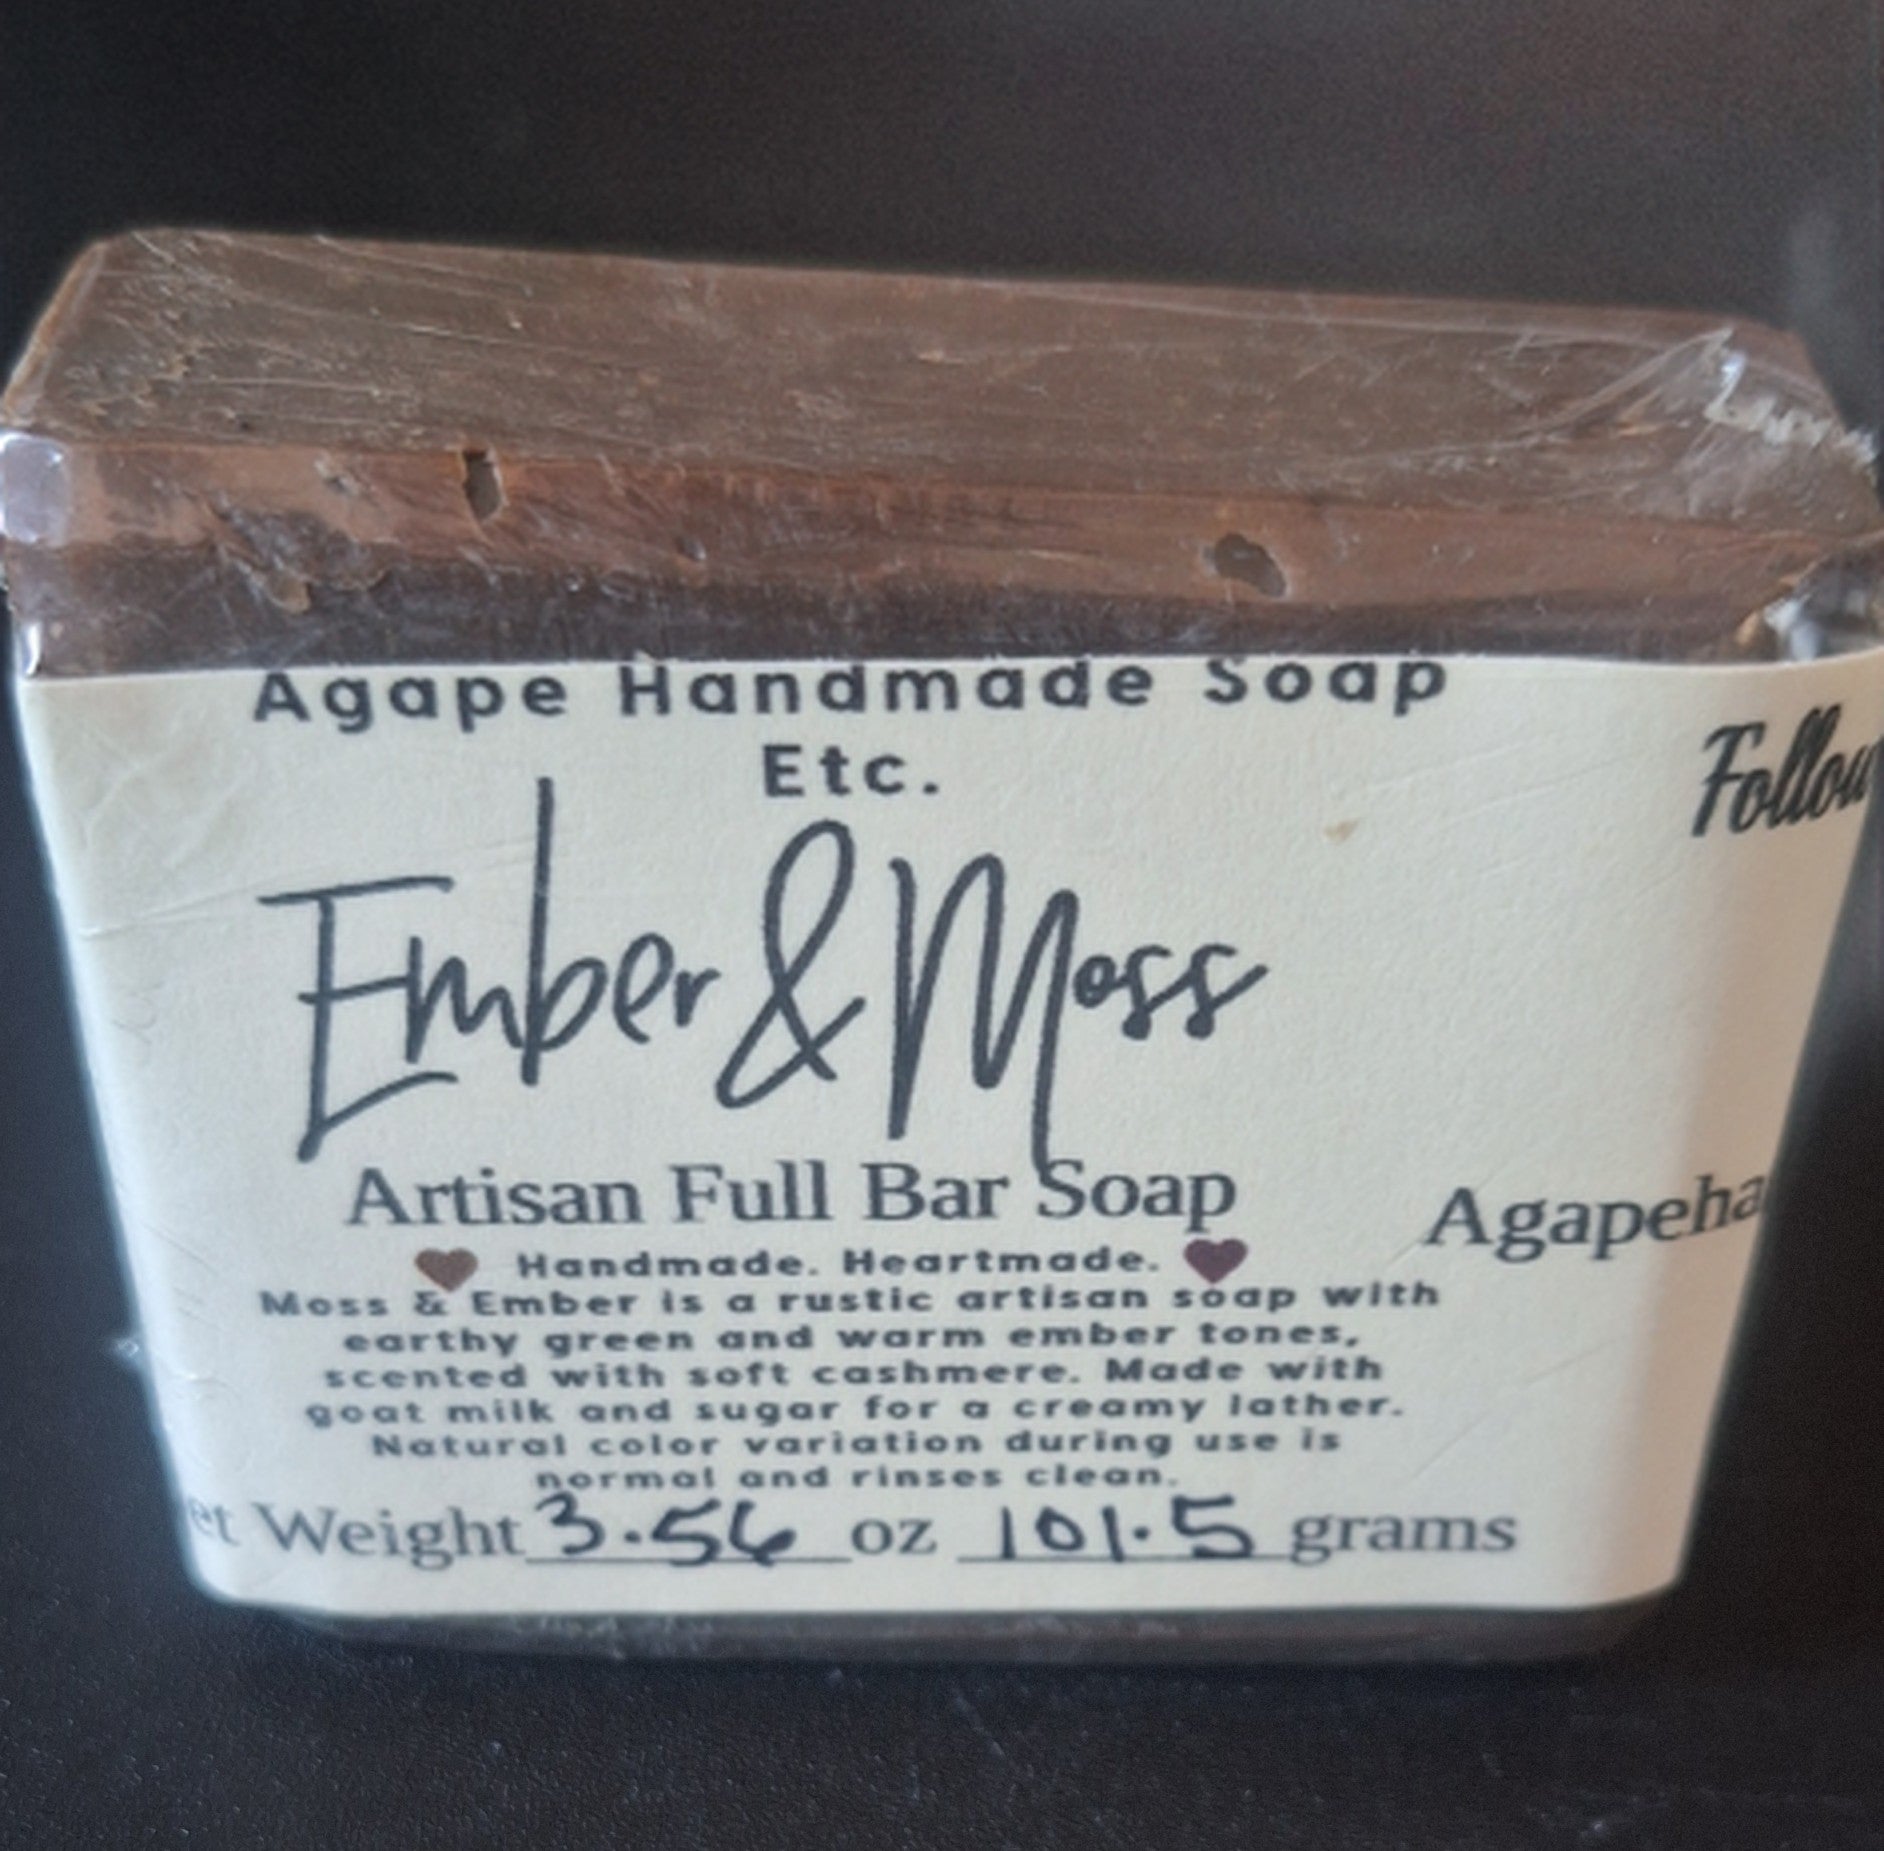 Agape Handmade Soap
Etc.
Ember & Moss
Artisan Full Bar Soap
Handmade. Heartmade.
Moss & Ember is a rustic artisan soap with
earthy green and warm ember tones,
scented with soft cashmere. Made with
goat milk and sugar for a creamy lather.
Natural color variation during use is
normal and rinses clean.
et Weight 3.56 oz 101.5 grams
Follow
Agapeha